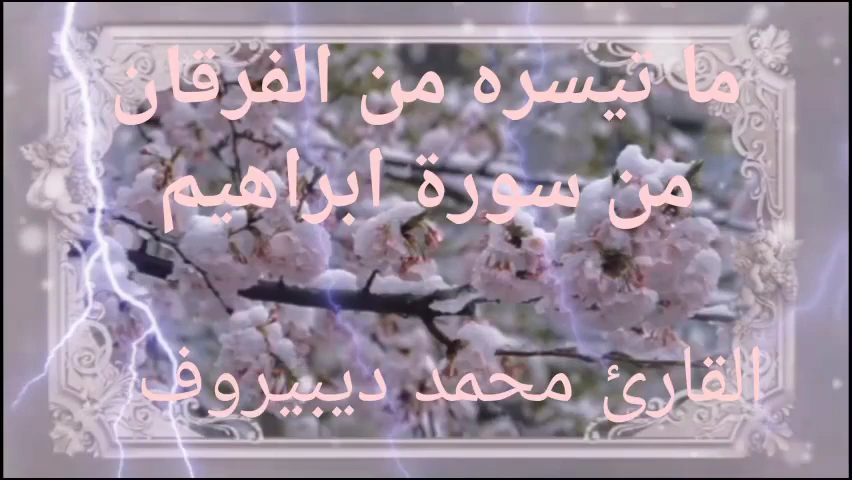 ما تيسره من الفرقان
من سورة ابراهيم
القارئ محمد ديبيروف